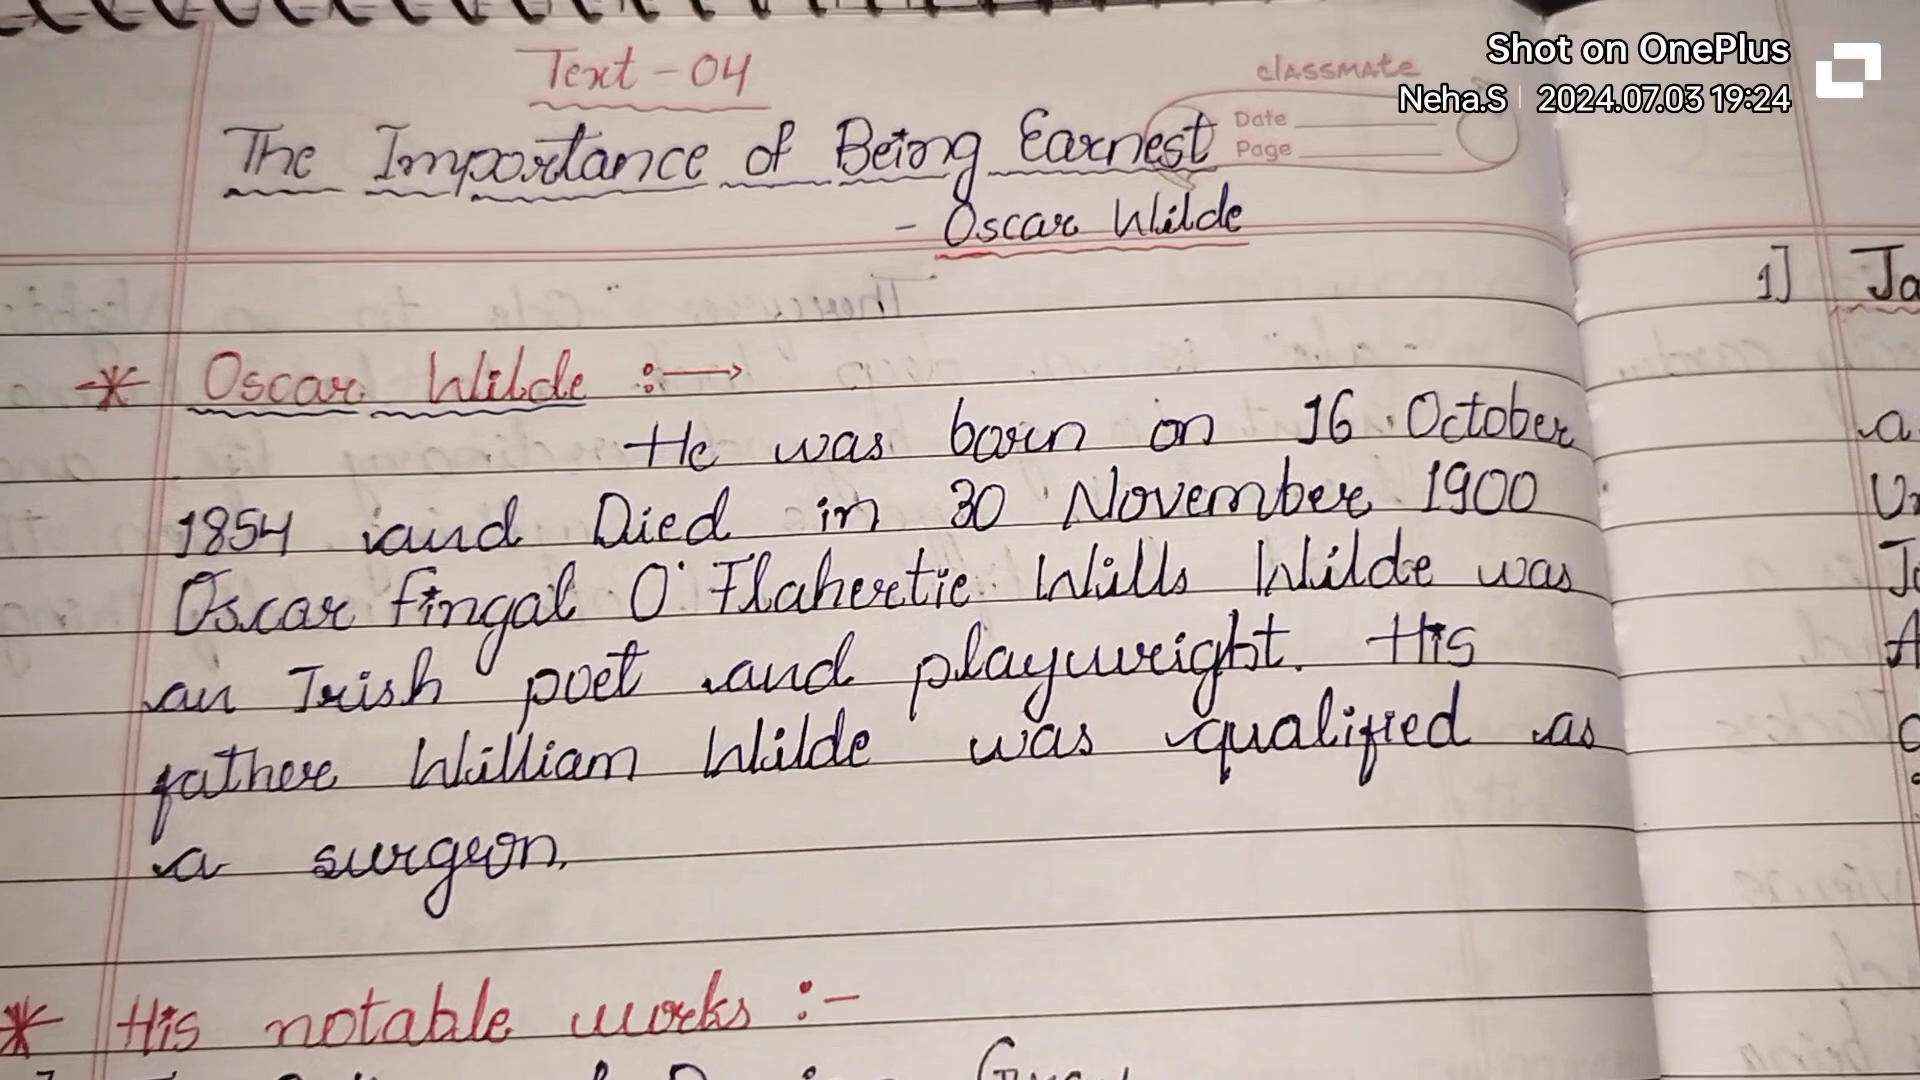 Text - 04
Shot on OnePlus
Neha.S | 2024.07.03 19:24
classmate
Date
Page
The Importance of Being Earnest
- Oscar Wilde
* Oscar Wilde :→
He was born on 16 October
1854 and Died in 30 November 1900
Oscar Fingal O'Flahertie Wills Wilde was
an Irish poet and playwright. His
father William Wilde was qualified as
a surgeon.
* His notable works :-
1]